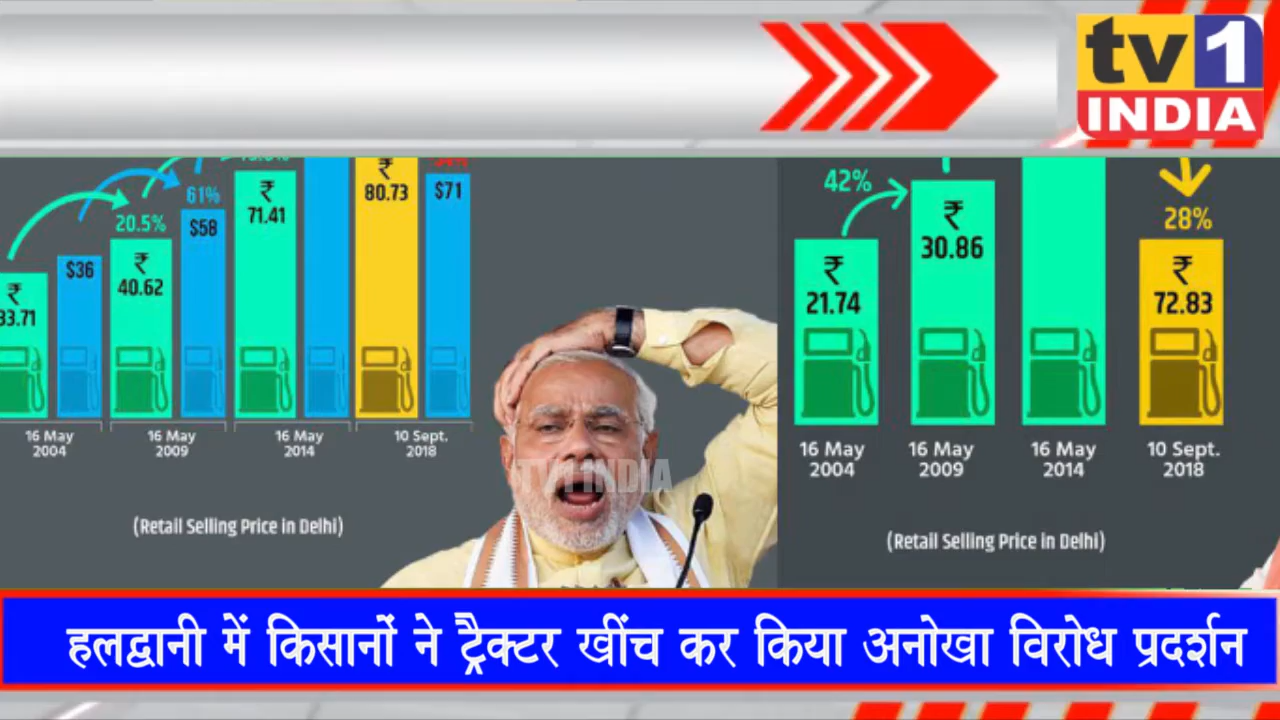 tv1
INDIA
61%
20.5%
$36
₹
40.62
$58
₹
71.41
₹
80.73
$71
16 May
2004
16 May
2009
16 May
2014
10 Sept.
2018
(Retail Selling Price in Delhi)
TV1 INDIA
42%
28%
₹
21.74
₹
30.86
₹
72.83
16 May
2004
16 May
2009
16 May
2014
10 Sept.
2018
(Retail Selling Price in Delhi)
हलद्वानी में किसानों ने ट्रैक्टर खींच कर किया अनोखा विरोध प्रदर्शन